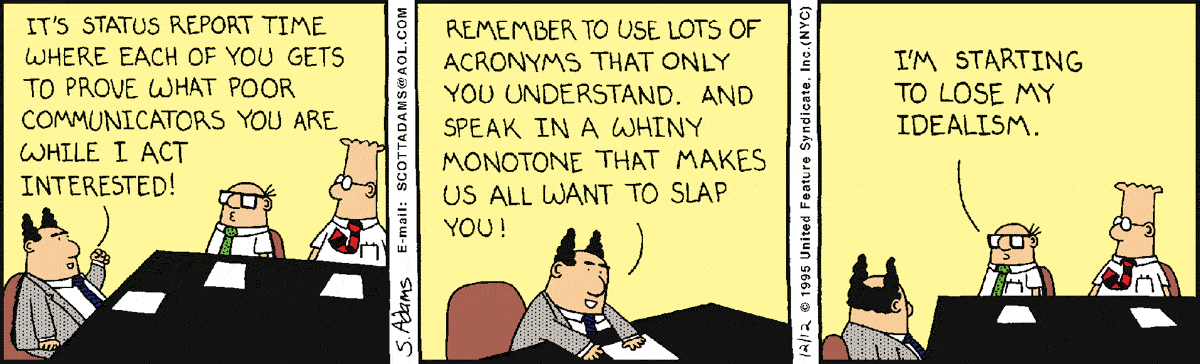 IT'S STATUS REPORT TIME
WHERE EACH OF YOU GETS
TO PROVE WHAT POOR
COMMUNICATORS YOU ARE
WHILE I ACT
INTERESTED!
S. Adams
E-mail: SCOTTADAMS@AOL.COM
REMEMBER TO USE LOTS OF
ACRONYMS THAT ONLY
YOU UNDERSTAND. AND
SPEAK IN A WHINY
MONOTONE THAT MAKES
US ALL WANT TO SLAP
YOU!
12/12 © 1995 United Feature Syndicate, Inc.(NYC)
I'M STARTING
TO LOSE MY
IDEALISM.